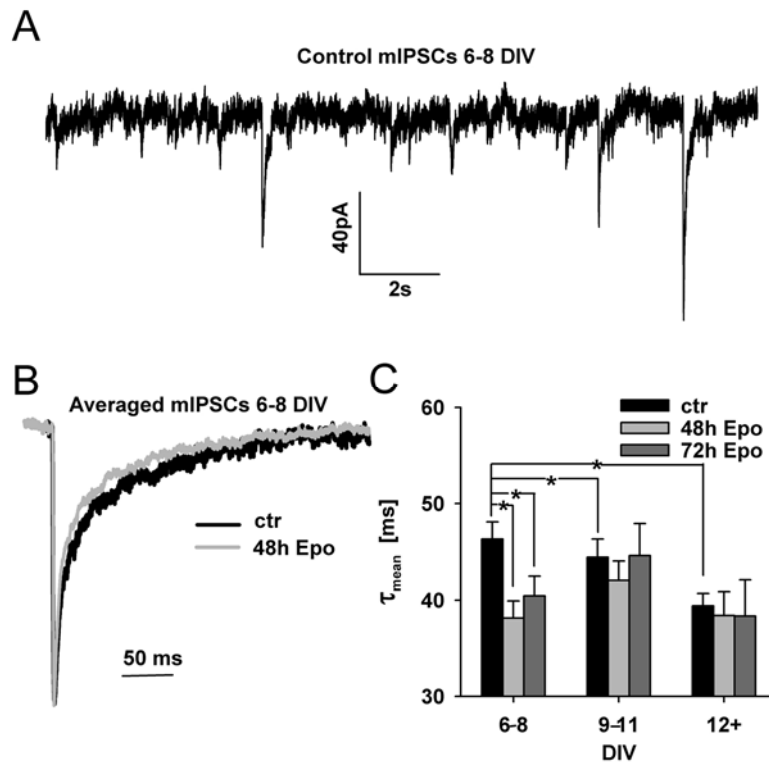 A
Control mIPSCs 6-8 DIV
40pA
2s
B
Averaged mIPSCs 6-8 DIV
ctr
48h Epo
50 ms
C
ctr
48h Epo
72h Epo
60
50
40
30
τmean [ms]
*
*
*
*
6-8
9-11
12+
DIV